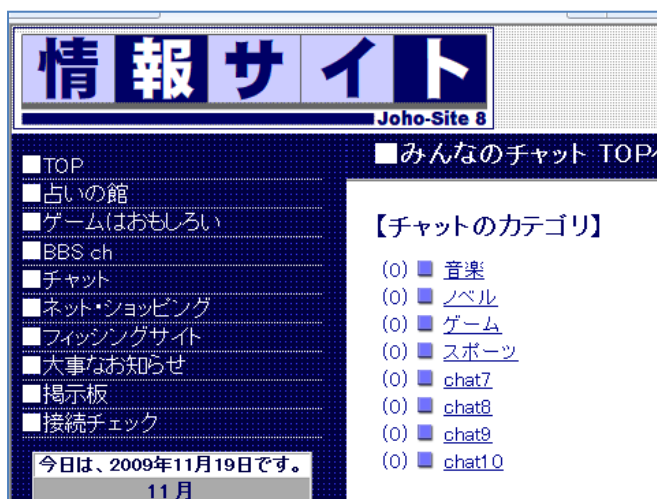 情報サイト
Joho-Site 8
■TOP
■占いの館
■ゲームはおもしろい
■BBS ch
■チャット
■ネット・ショッピング
■フィッシングサイト
■大事なお知らせ
■掲示板
■接続チェック
今日は、2009年11月19日です。
11月
■みんなのチャット TOPへ
【チャットのカテゴリ】
(0) ■ 音楽
(0) ■ ノベル
(0) ■ ゲーム
(0) ■ スポーツ
(0) ■ chat7
(0) ■ chat8
(0) ■ chat9
(0) ■ chat10